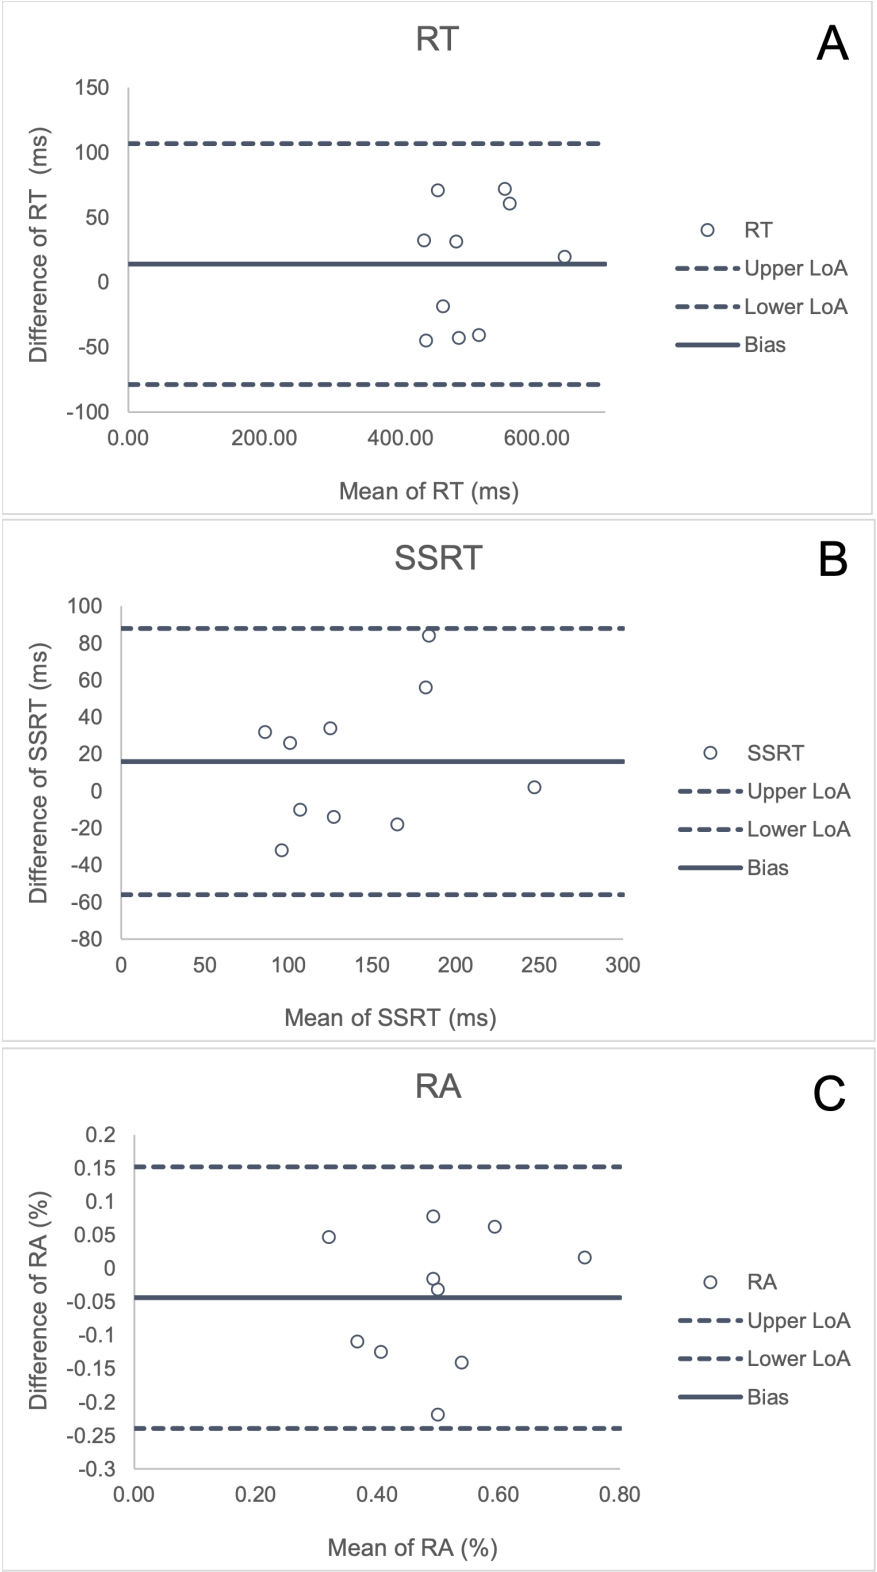 RT
A
150
100
50
0
-50
-100
Difference of RT (ms)
0.00 200.00 400.00 600.00
Mean of RT (ms)
RT
Upper LoA
Lower LoA
Bias
SSRT
B
100
80
60
40
20
0
-20
-40
-60
-80
Difference of SSRT (ms)
0 50 100 150 200 250 300
Mean of SSRT (ms)
SSRT
Upper LoA
Lower LoA
Bias
RA
C
0.2
0.15
0.1
0.05
0
-0.05
-0.1
-0.15
-0.2
-0.25
-0.3
Difference of RA (%)
0.00 0.20 0.40 0.60 0.80
Mean of RA (%)
RA
Upper LoA
Lower LoA
Bias